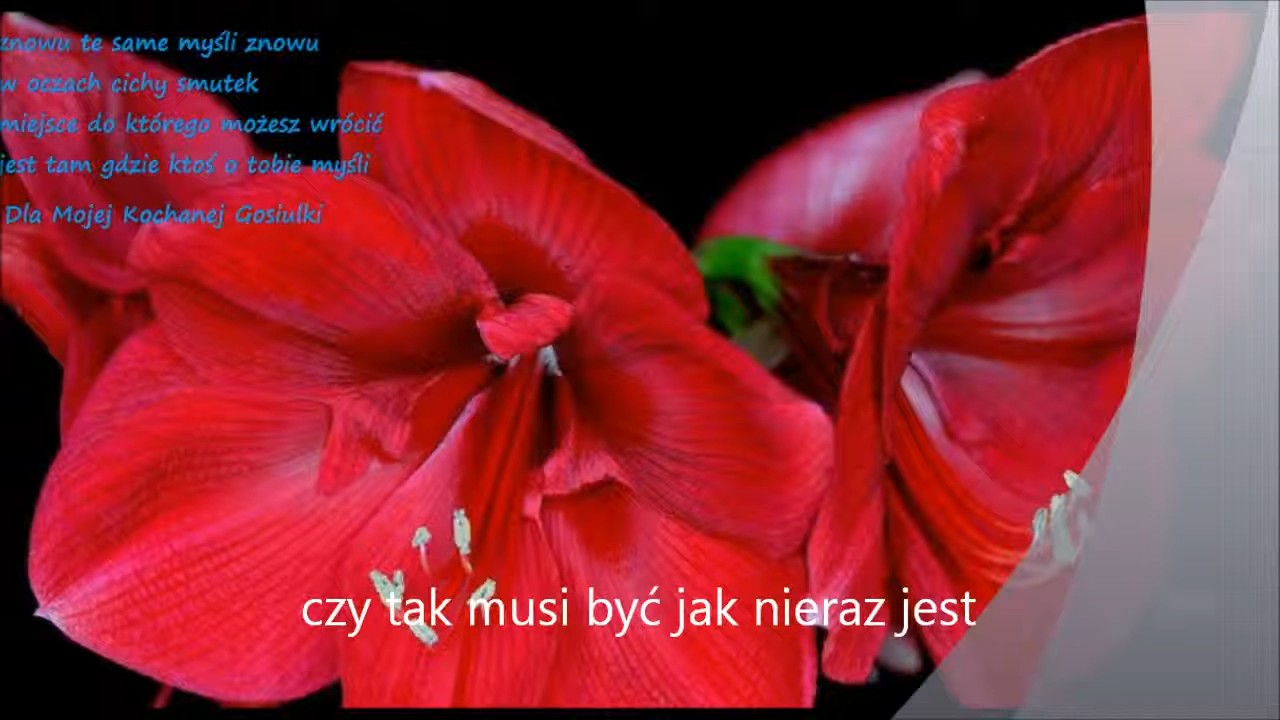 znowu te same myśli znowu
w oczach cichy smutek
miejsce do którego możesz wrócić
jest tam gdzie ktoś o tobie myśli
Dla Mojej Kochanej Gosiulki
czy tak musi być jak nieraz jest